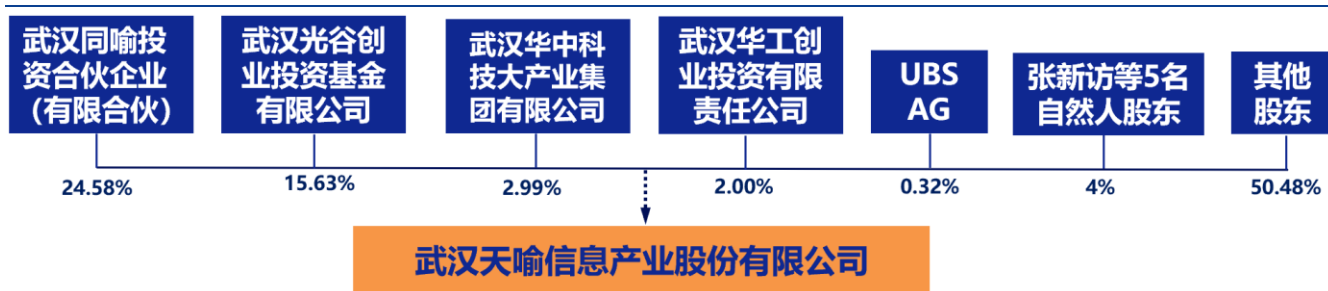 武汉同喻投
资合伙企业
（有限合伙）
武汉光谷创
业投资基金
有限公司
武汉华中科
技大产业集
团有限公司
武汉华工创
业投资有限
责任公司
UBS
AG
张新访等5名
自然人股东
其他
股东
24.58%
15.63%
2.99%
2.00%
0.32%
4%
50.48%
武汉天喻信息产业股份有限公司